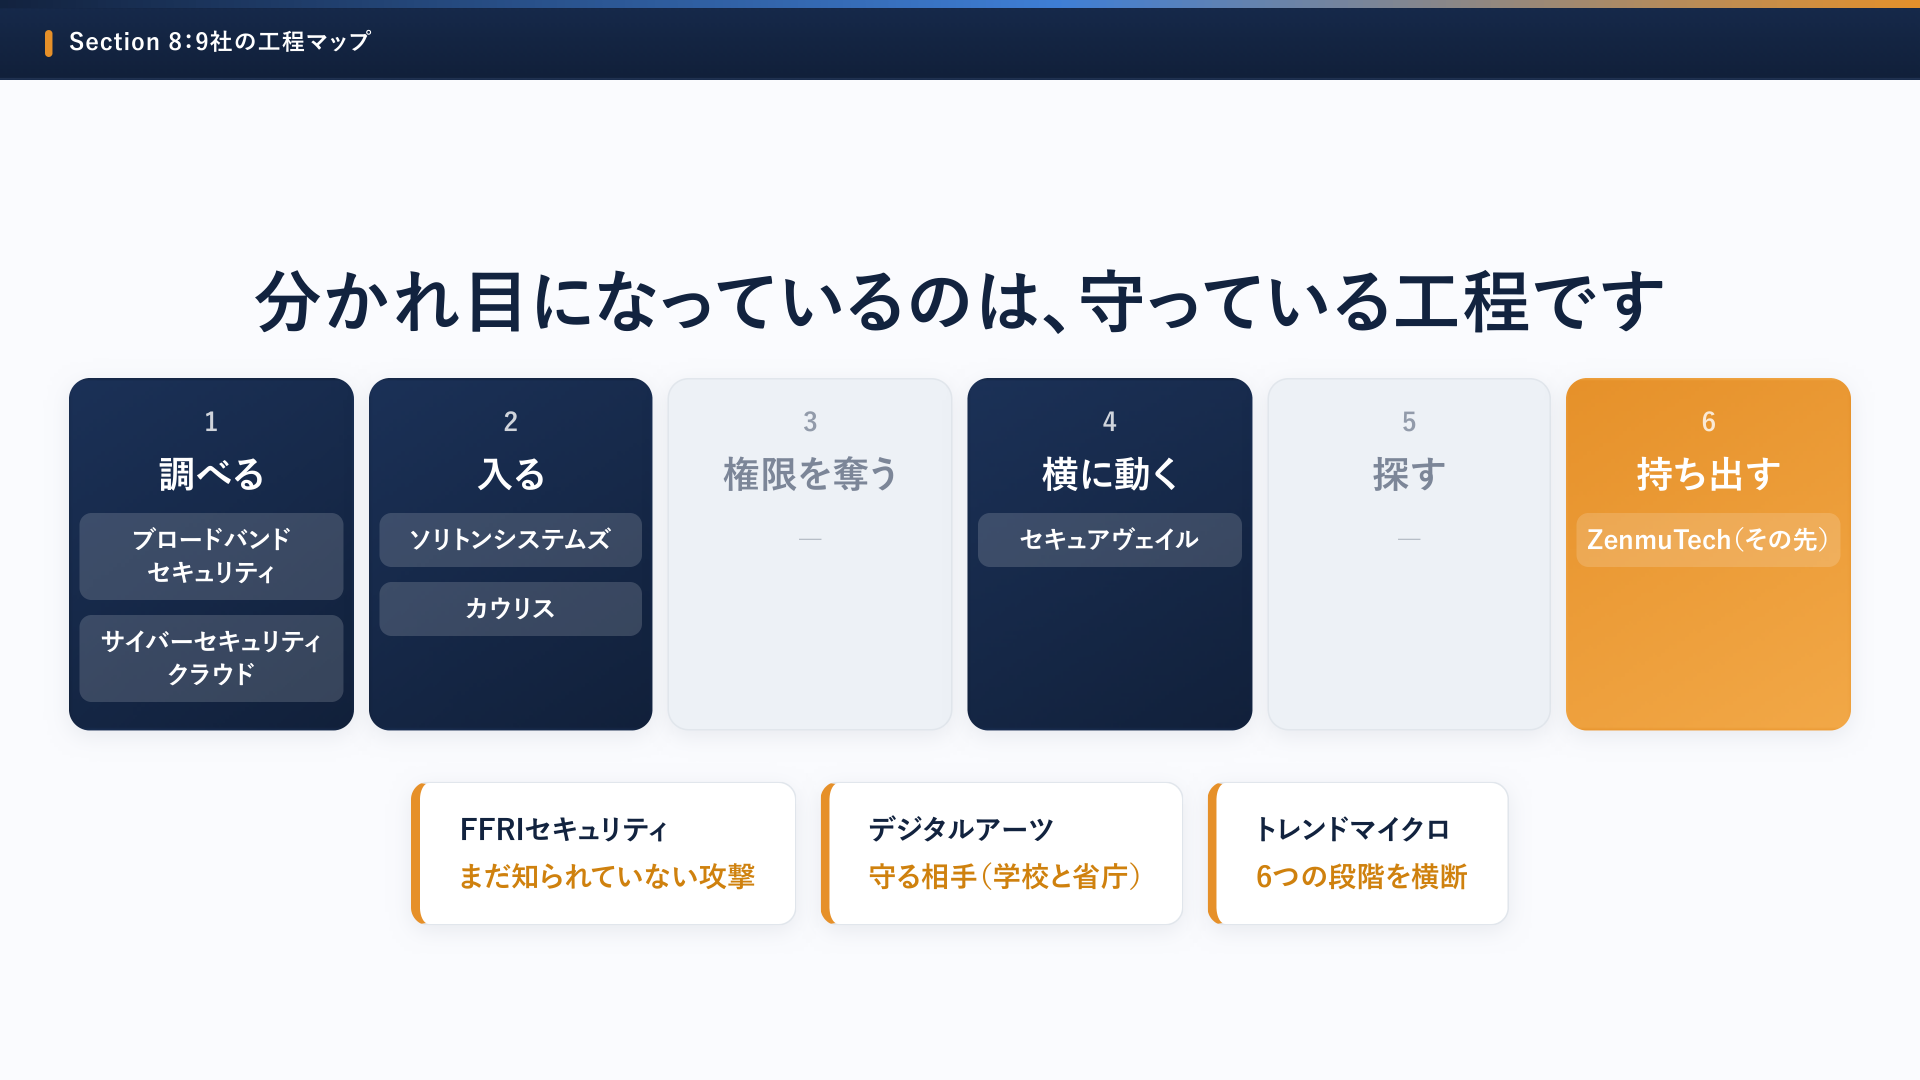 Section 8：9社の工程マップ
分かれ目になっているのは、守っている工程です
1
調べる
ブロードバンド
セキュリティ
サイバーセキュリティ
クラウド
2
入る
ソリトンシステムズ
カウリス
3
権限を奪う
—
4
横に動く
セキュアヴェイル
5
探す
—
6
持ち出す
ZenmuTech（その先）
FFRIセキュリティ
まだ知られていない攻撃
デジタルアーツ
守る相手（学校と省庁）
トレンドマイクロ
6つの段階を横断